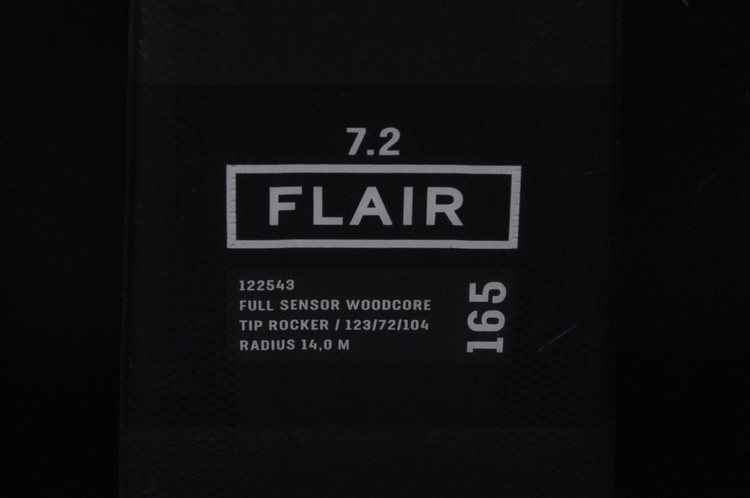 7.2
FLAIR
122543
FULL SENSOR WOODCORE
TIP ROCKER / 123/72/104
RADIUS 14,0 M
165